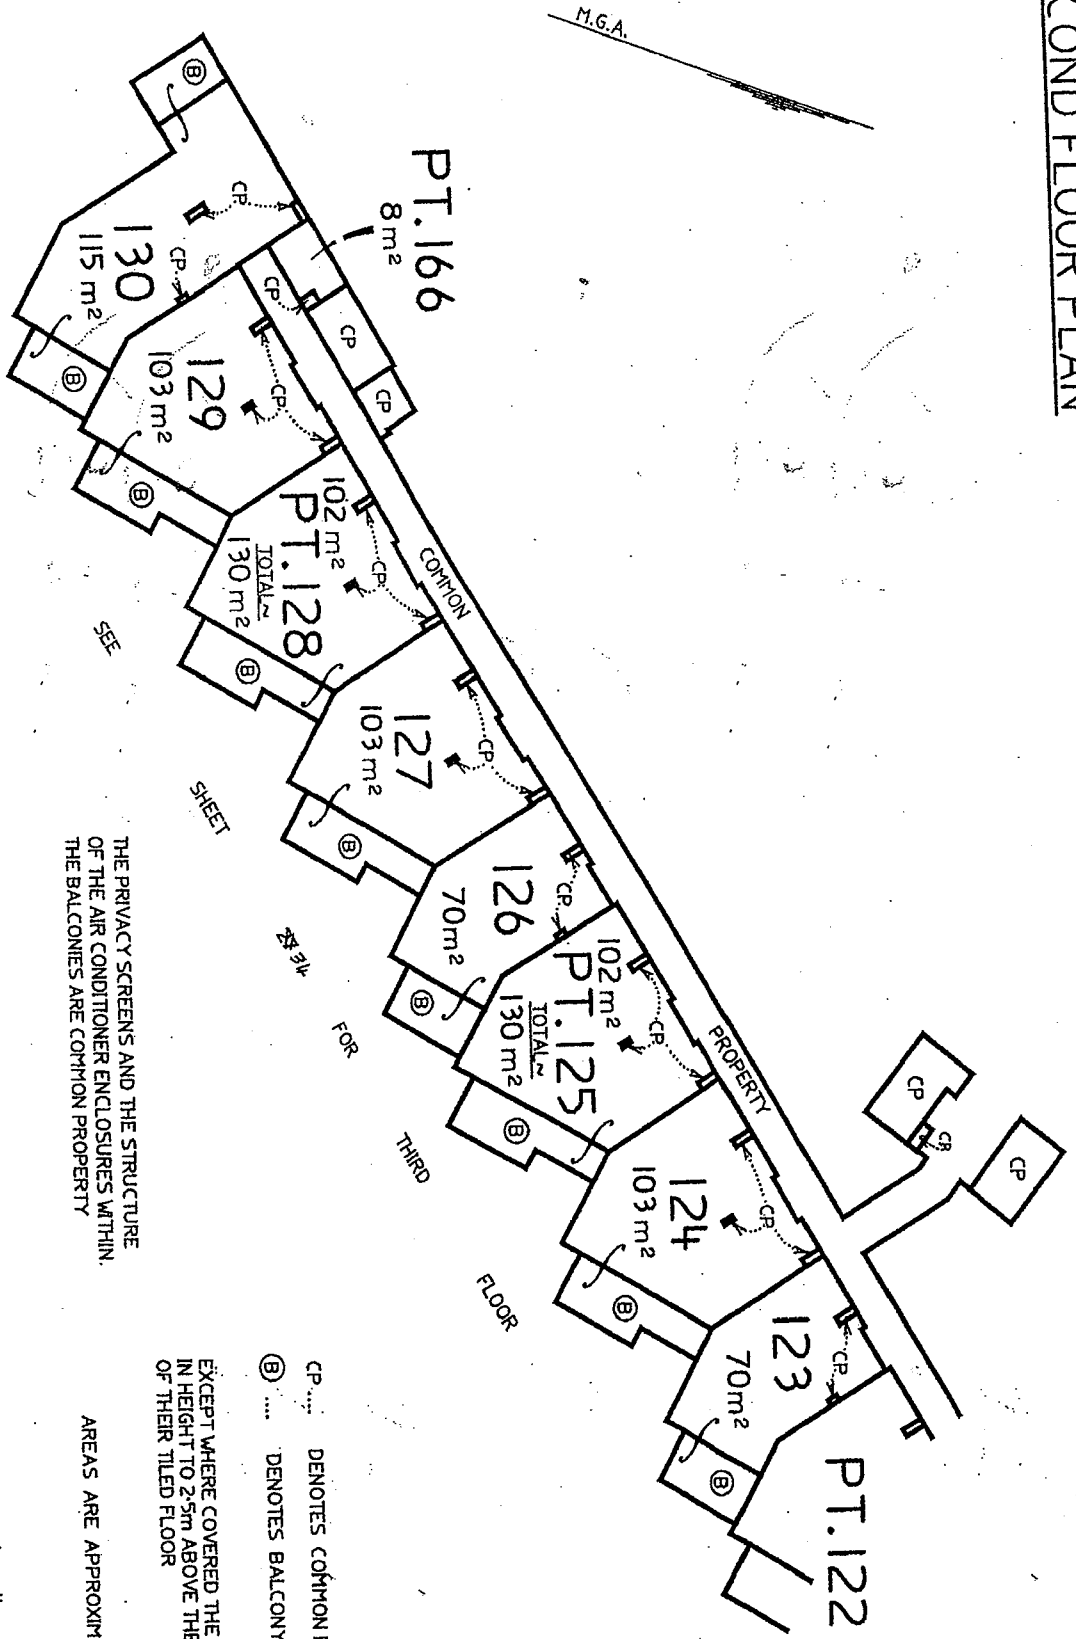 COND FLOOR PLAN
M.G.A.
PT.166
8 m²
B
CP
130
115 m²
CP
CP
CP
CP
B
129
103 m²
CP
B
102 m²
PT.128
TOTAL~
130 m²
CP
B
COMMON
127
103 m²
CP
B
126
70m²
CP
B
102 m²
PT.125
TOTAL~
130 m²
CP
B
PROPERTY
124
103 m²
CP
B
123
70m²
CP
B
PT.122
CP
CP
CP
SEE
SHEET
34
FOR
THIRD
FLOOR
THE PRIVACY SCREENS AND THE STRUCTURE
OF THE AIR CONDITIONER ENCLOSURES WITHIN.
THE BALCONIES ARE COMMON PROPERTY
CP..... DENOTES COMMON
B .... DENOTES BALCONY
EXCEPT WHERE COVERED THE
IN HEIGHT TO 2·5m ABOVE THE
OF THEIR TILED FLOOR
AREAS ARE APPROXIM